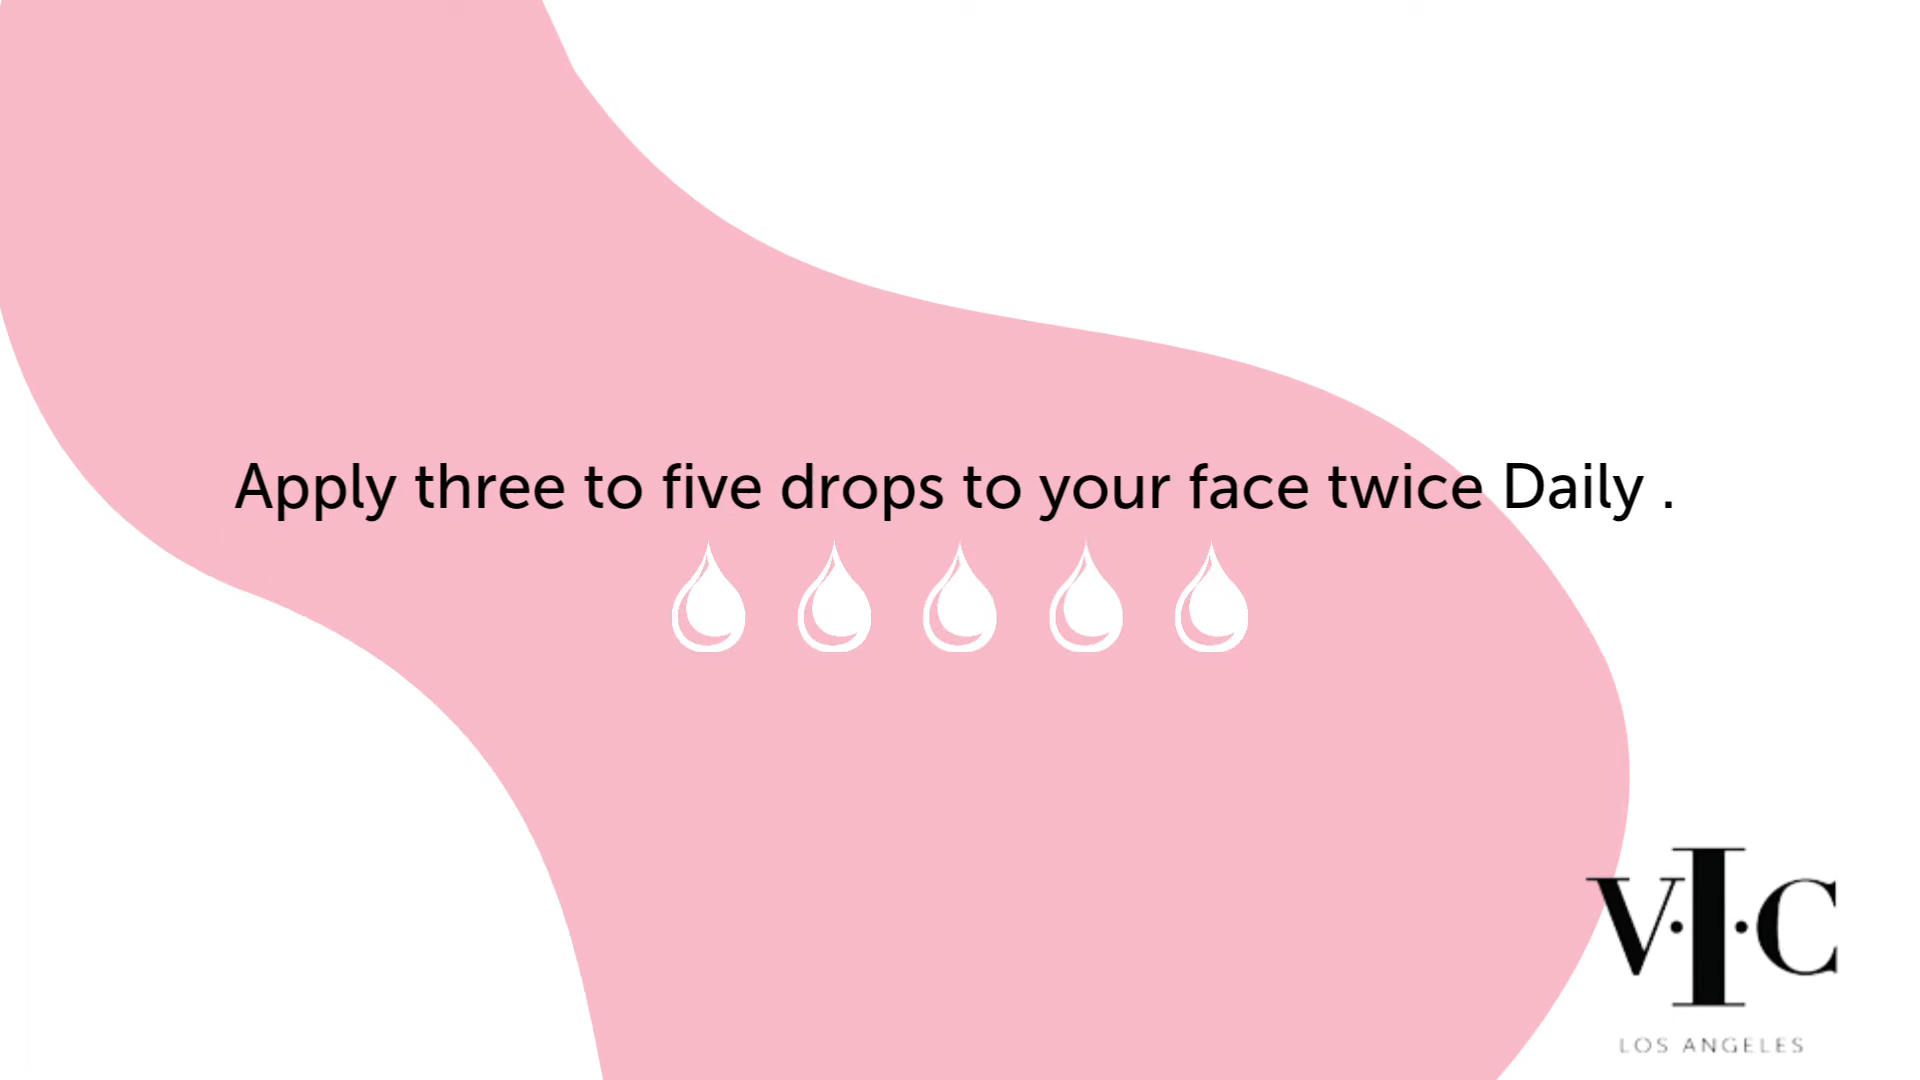 Apply three to five drops to your face twice Daily .
V·I·C
LOS ANGELES